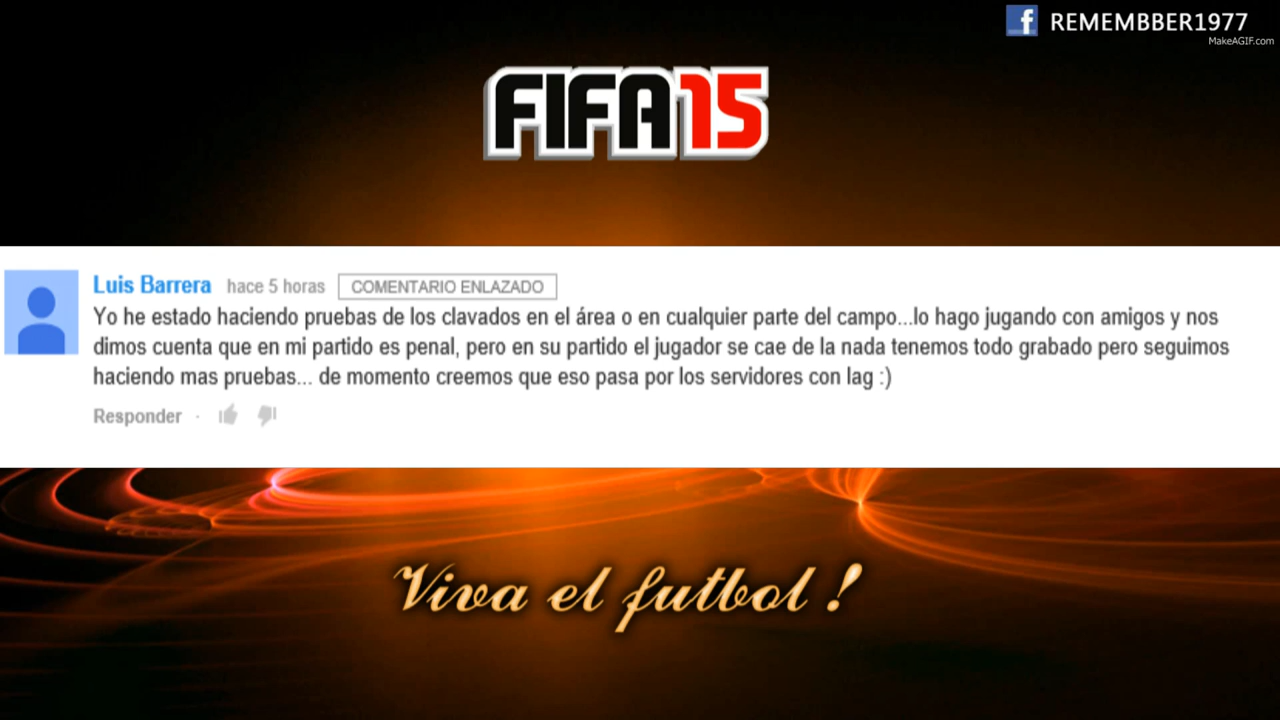 REMEMBBER1977
MakeAGIF.com
FIFA15
Luis Barrera hace 5 horas COMENTARIO ENLAZADO
Yo he estado haciendo pruebas de los clavados en el área o en cualquier parte del campo...lo hago jugando con amigos y nos
dimos cuenta que en mi partido es penal, pero en su partido el jugador se cae de la nada tenemos todo grabado pero seguimos
haciendo mas pruebas... de momento creemos que eso pasa por los servidores con lag :)
Responder ·
Viva el futbol !